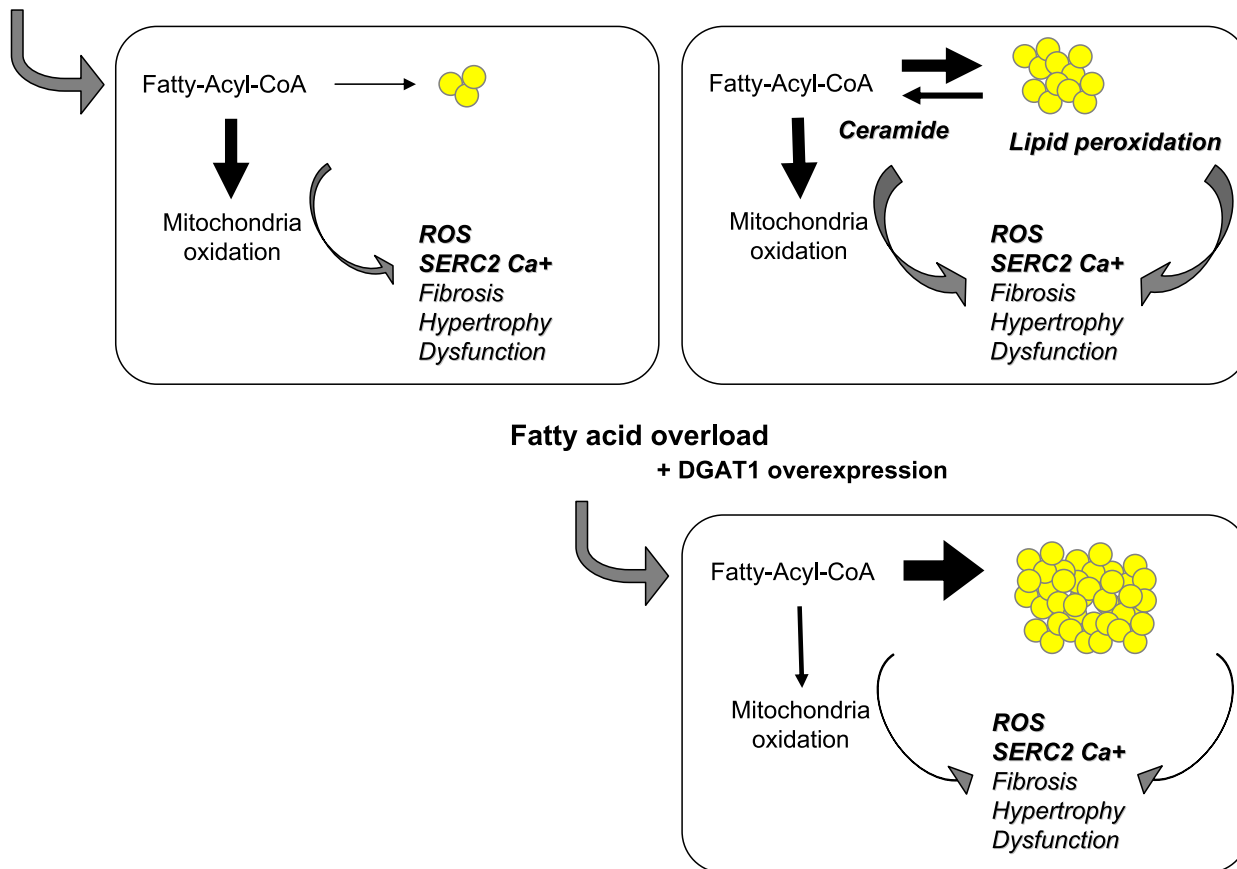 Fatty-Acyl-CoA
Mitochondria
oxidation
ROS
SERC2 Ca+
Fibrosis
Hypertrophy
Dysfunction
Fatty-Acyl-CoA
Ceramide
Lipid peroxidation
Mitochondria
oxidation
ROS
SERC2 Ca+
Fibrosis
Hypertrophy
Dysfunction
Fatty acid overload
+ DGAT1 overexpression
Fatty-Acyl-CoA
Mitochondria
oxidation
ROS
SERC2 Ca+
Fibrosis
Hypertrophy
Dysfunction